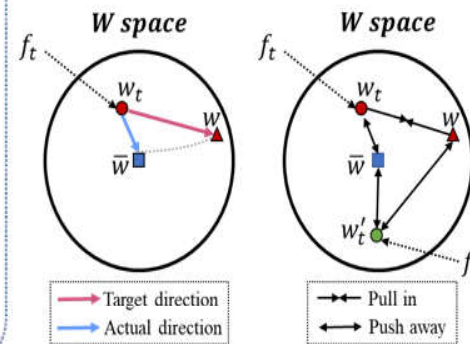 W space
W space
f_t
w_t
w
w̅
f_t
w_t
w
w̅
w'_t
f
Target direction
Actual direction
Pull in
Push away